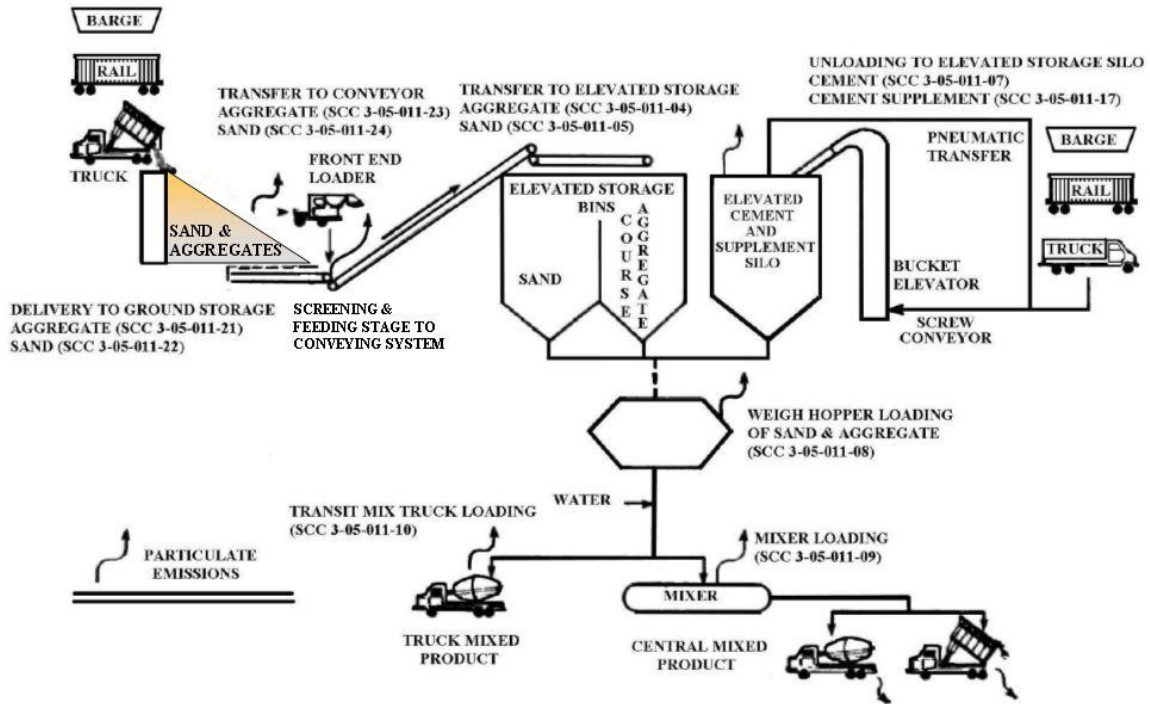 BARGE
RAIL
TRUCK
SAND &
AGGREGATES
DELIVERY TO GROUND STORAGE
AGGREGATE (SCC 3-05-011-21)
SAND (SCC 3-05-011-22)
TRANSFER TO CONVEYOR
AGGREGATE (SCC 3-05-011-23)
SAND (SCC 3-05-011-24)
FRONT END
LOADER
SCREENING &
FEEDING STAGE TO
CONVEYING SYSTEM
TRANSFER TO ELEVATED STORAGE
AGGREGATE (SCC 3-05-011-04)
SAND (SCC 3-05-011-05)
ELEVATED STORAGE
BINS
SAND
COURSE
AGGREGATE
UNLOADING TO ELEVATED STORAGE SILO
CEMENT (SCC 3-05-011-07)
CEMENT SUPPLEMENT (SCC 3-05-011-17)
PNEUMATIC
TRANSFER
BARGE
RAIL
TRUCK
ELEVATED
CEMENT
AND
SUPPLEMENT
SILO
BUCKET
ELEVATOR
SCREW
CONVEYOR
WEIGH HOPPER LOADING
OF SAND & AGGREGATE
(SCC 3-05-011-08)
WATER
TRANSIT MIX TRUCK LOADING
(SCC 3-05-011-10)
MIXER LOADING
(SCC 3-05-011-09)
PARTICULATE
EMISSIONS
MIXER
TRUCK MIXED
PRODUCT
CENTRAL MIXED
PRODUCT